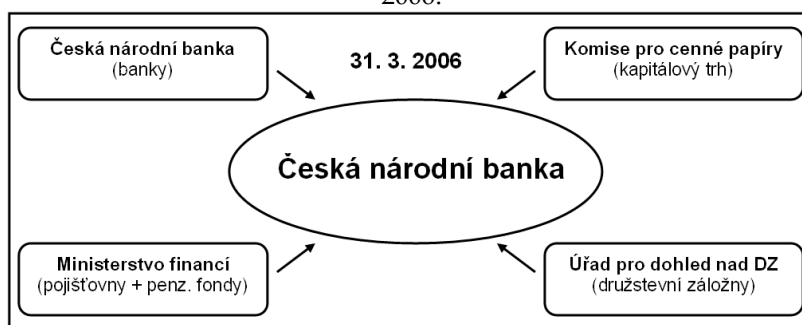 2006.
Česká národní banka
(banky)
31. 3. 2006
Komise pro cenné papíry
(kapitálový trh)
Česká národní banka
Ministerstvo financí
(pojišťovny + penz. fondy)
Úřad pro dohled nad DZ
(družstevní záložny)